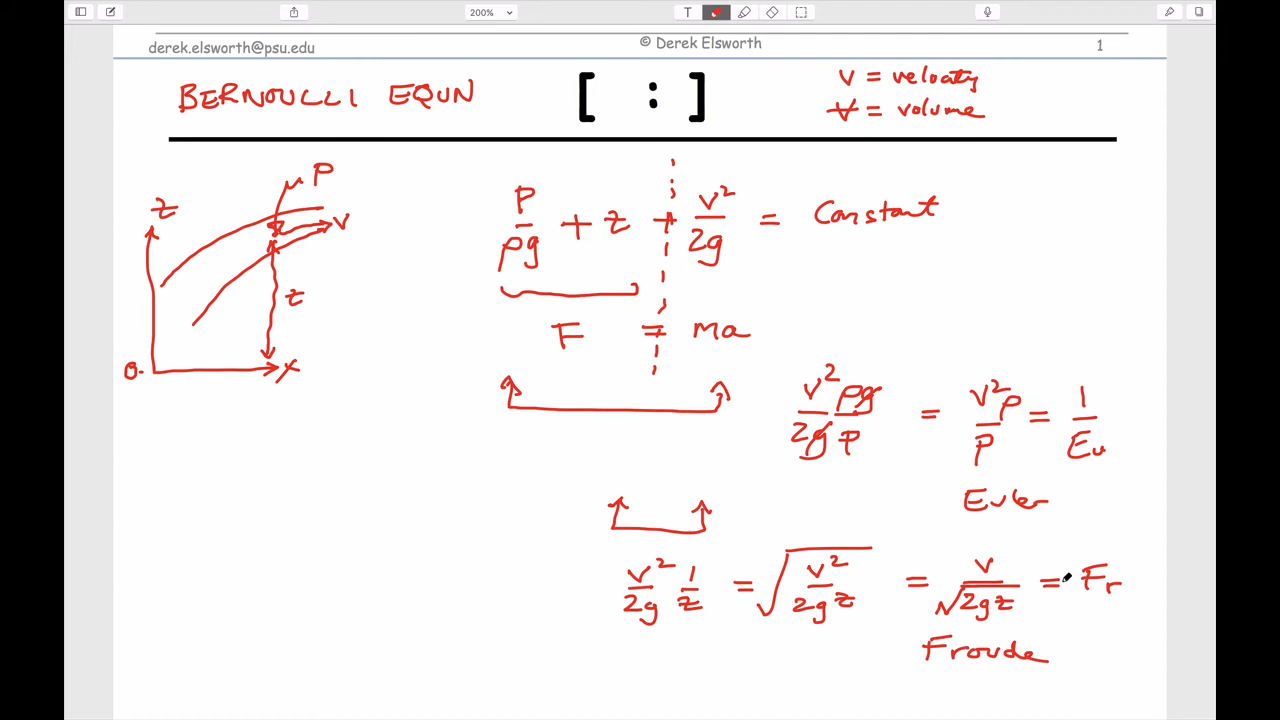 200%
T
derek.elsworth@psu.edu
© Derek Elsworth
1
BERNOULLI EQUN
[ : ]
V = velocity
V̶ = volume
Z
P
V
z
0
X
P/ρg + z + v²/2g = Constant
F = Ma
v²/2g ρg/P = v²ρ/P = 1/Eu
Euler
v²/2g 1/z = √(v²/2gz) = v/√(2gz) = Fr
Froude